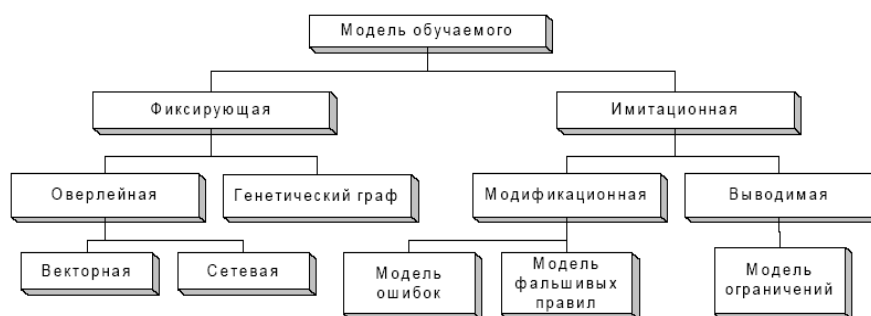 Модель обучаемого
Фиксирующая
Имитационная
Оверлейная
Генетический граф
Модификационная
Выводимая
Векторная
Сетевая
Модель
ошибок
Модель
фальшивых
правил
Модель
ограничений